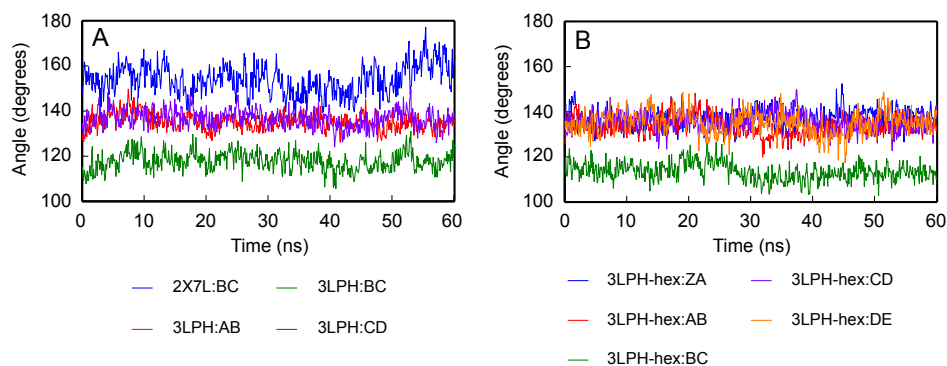 A
Angle (degrees)
180
160
140
120
100
0 10 20 30 40 50 60
Time (ns)
2X7L:BC 3LPH:BC
3LPH:AB 3LPH:CD
B
Angle (degrees)
180
160
140
120
100
0 10 20 30 40 50 60
Time (ns)
3LPH-hex:ZA 3LPH-hex:CD
3LPH-hex:AB 3LPH-hex:DE
3LPH-hex:BC